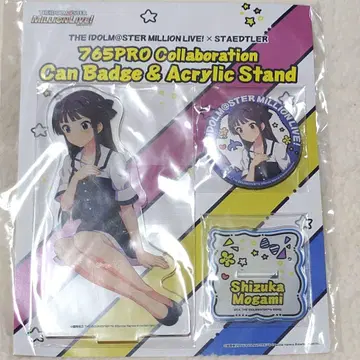 THE IDOLM@STER
MILLION LIVE!
THE IDOLM@STER MILLION LIVE! × STAEDTLER
765PRO Collaboration
Can Badge & Acrylic Stand
IDOLM@STER MILLION LIVE!
Shizuka
Mogami